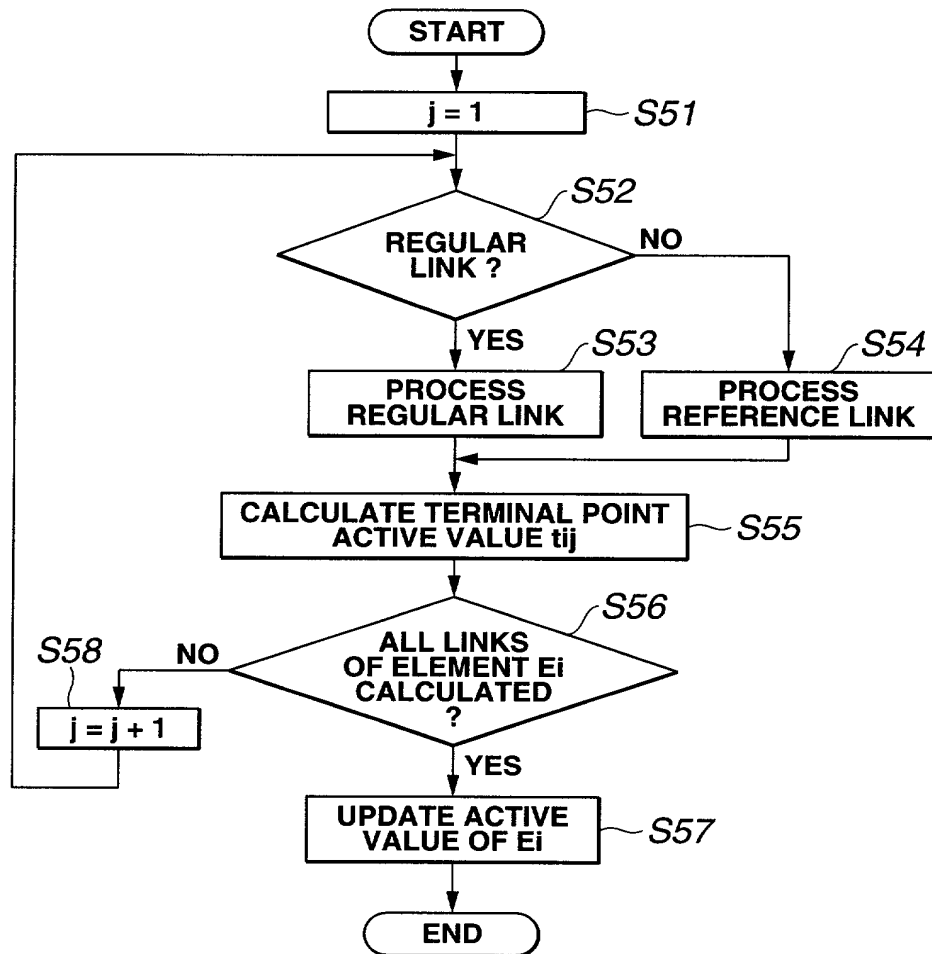 START
j = 1
S51
S52
REGULAR
LINK ?
NO
YES
S53
S54
PROCESS
REGULAR LINK
PROCESS
REFERENCE LINK
CALCULATE TERMINAL POINT
ACTIVE VALUE tij
S55
S56
ALL LINKS
OF ELEMENT Ei
CALCULATED
?
NO
S58
j = j + 1
YES
UPDATE ACTIVE
VALUE OF Ei
S57
END